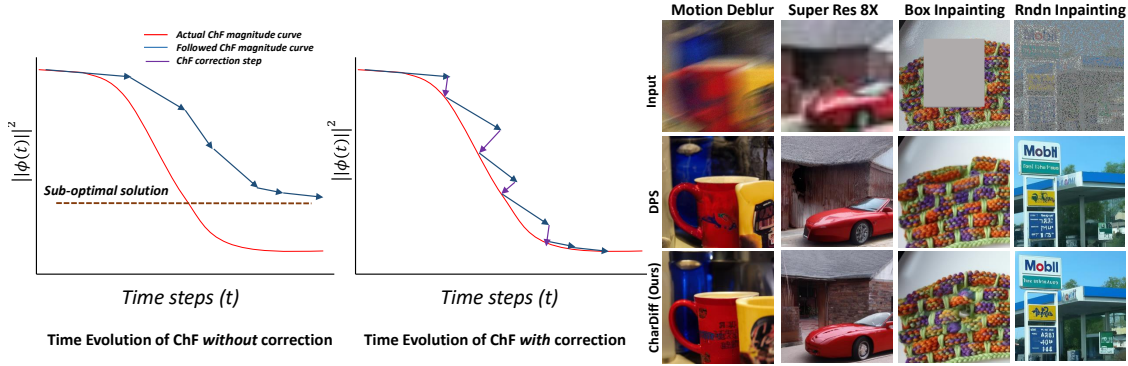 Actual ChF magnitude curve
Followed ChF magnitude curve
ChF correction step
||ϕ(t)||²
Sub-optimal solution
Time steps (t)
Time Evolution of ChF without correction
||ϕ(t)||²
Time steps (t)
Time Evolution of ChF with correction
Motion Deblur Super Res 8X Box Inpainting Rndn Inpainting
Input
DPS
CharDiff (Ours)
Mobil
Mobil
Mobil